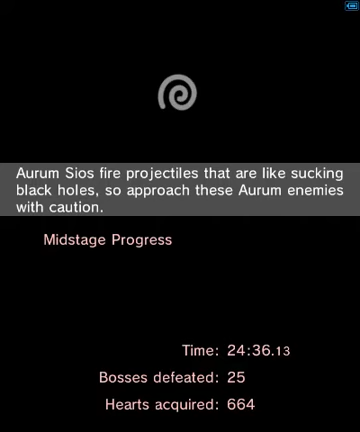 Aurum Sios fire projectiles that are like sucking
black holes, so approach these Aurum enemies
with caution.
Midstage Progress
Time: 24:36.13
Bosses defeated: 25
Hearts acquired: 664